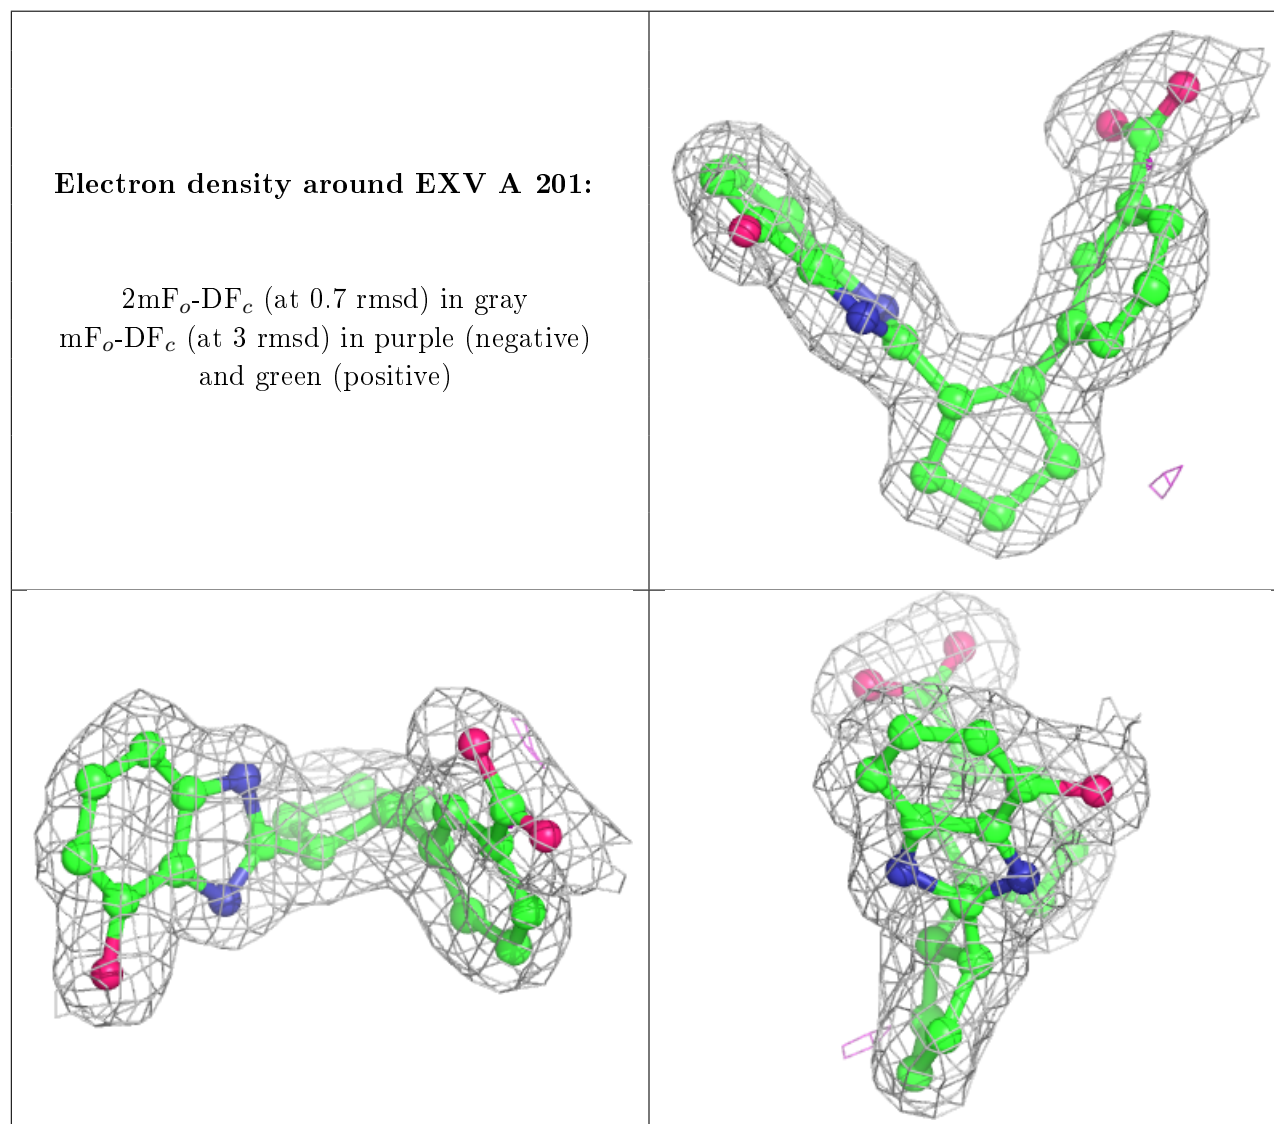 Electron density around EXV A 201:
2mFo-DFc (at 0.7 rmsd) in gray
mFo-DFc (at 3 rmsd) in purple (negative)
and green (positive)